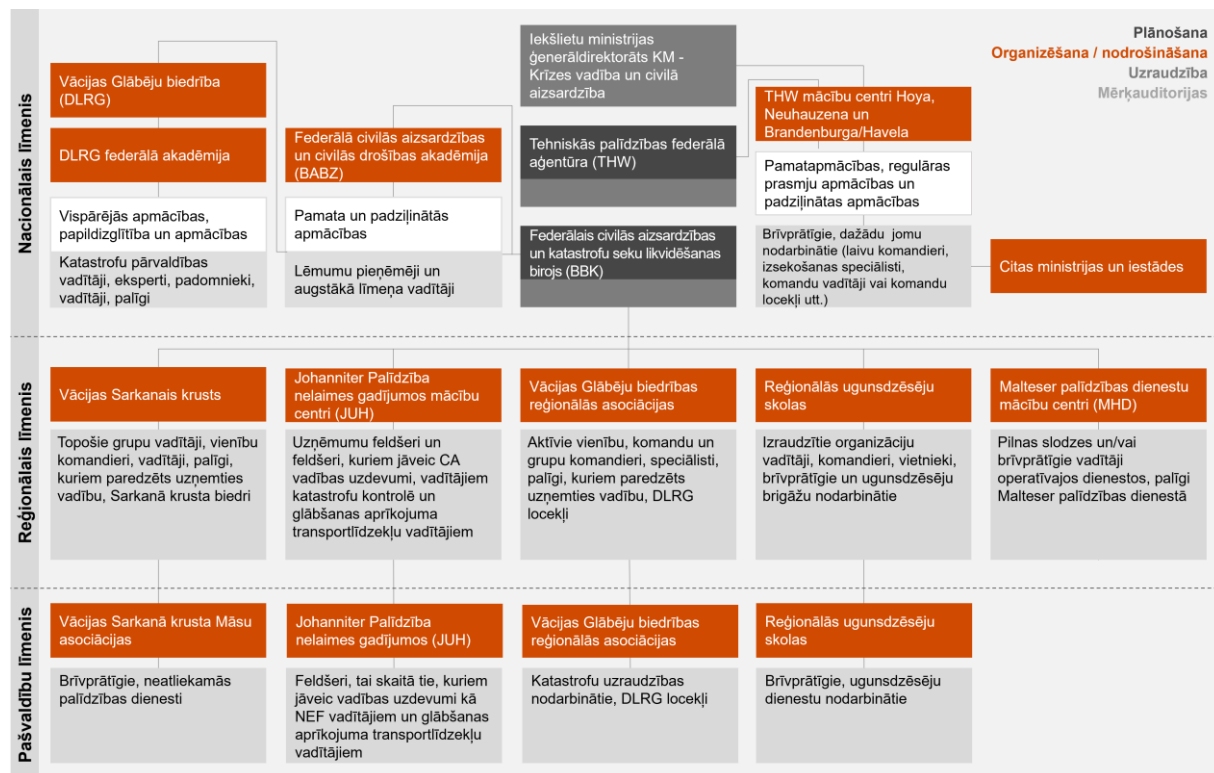 Plānošana
Organizēšana / nodrošināšana
Uzraudzība
Mērķauditorijas
Nacionālais līmenis
Vācijas Glābēju biedrība
(DLRG)
DLRG federālā akadēmija
Vispārējās apmācības,
papildizglītība un apmācības
Katastrofu pārvaldības
vadītāji, eksperti, padomnieki,
vadītāji, palīgi
Federālā civilās aizsardzības
un civilās drošības akadēmija
(BABZ)
Pamata un padziļinātās
apmācības
Lēmumu pieņēmēji un
augstākā līmeņa vadītāji
Iekšlietu ministrijas
ģenerāldirektorāts KM -
Krīzes vadība un civilā
aizsardzība
Tehniskās palīdzības federālā
aģentūra (THW)
Federālais civilās aizsardzības
un katastrofu seku likvidēšanas
birojs (BBK)
THW mācību centri Hoya,
Neuhauzena un
Brandenburga/Havela
Pamatapmācības, regulāras
prasmju apmācības un
padziļinātas apmācības
Brīvprātīgie, dažādu jomu
nodarbinātie (laivu komandieri,
izsekošanas speciālisti,
komandu vadītāji vai komandu
locekļi utt.)
Citas ministrijas un iestādes
Reģionālais līmenis
Vācijas Sarkanais krusts
Topošie grupu vadītāji, vienību
komandieri, vadītāji, palīgi,
kuriem paredzēts uzņemties
vadību, Sarkanā krusta biedri
Johanniter Palīdzība
nelaimes gadījumos mācību
centri (JUH)
Uzņēmumu feldšeri un
feldšeri, kuriem jāveic CA
vadības uzdevumi, vadītājiem
katastrofu kontrolē un
glābšanas aprīkojuma
transportlīdzekļu vadītājiem
Vācijas Glābēju biedrības
reģionālās asociācijas
Aktīvie vienību, komandu un
grupu komandieri, speciālisti,
palīgi, kuriem paredzēts
uzņemties vadību, DLRG
locekļi
Reģionālās ugunsdzēsēju
skolas
Izraudzītie organizāciju
vadītāji, komandieri, vietnieki,
brīvprātīgie un ugunsdzēsēju
brigāžu nodarbinātie
Malteser palīdzības dienestu
mācību centri (MHD)
Pilnas slodzes un/vai
brīvprātīgie vadītāji
operatīvajos dienestos, palīgi
Malteser palīdzības dienestā
Pašvaldību līmenis
Vācijas Sarkanā krusta Māsu
asociācijas
Brīvprātīgie, neatliekamās
palīdzības dienesti
Johanniter Palīdzība
nelaimes gadījumos (JUH)
Feldšeri, tai skaitā tie, kuriem
jāveic vadības uzdevumi kā
NEF vadītājiem un glābšanas
aprīkojuma transportlīdzekļu
vadītājiem
Vācijas Glābēju biedrības
reģionālās asociācijas
Katastrofu uzraudzības
nodarbinātie, DLRG locekļi
Reģionālās ugunsdzēsēju
skolas
Brīvprātīgie, ugunsdzēsēju
dienestu nodarbinātie